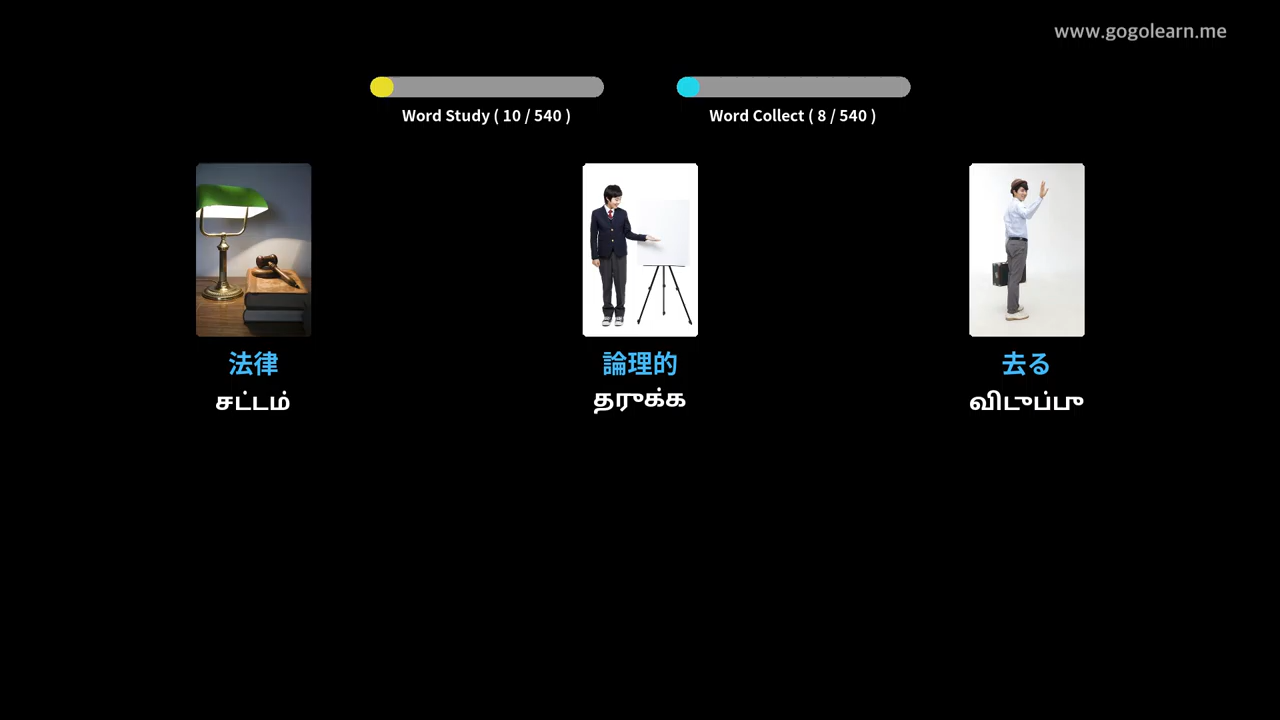 www.gogolearn.me
Word Study ( 10 / 540 )
Word Collect ( 8 / 540 )
法律
論理的
去る
சட்டம்
தருக்க
விடுப்பு